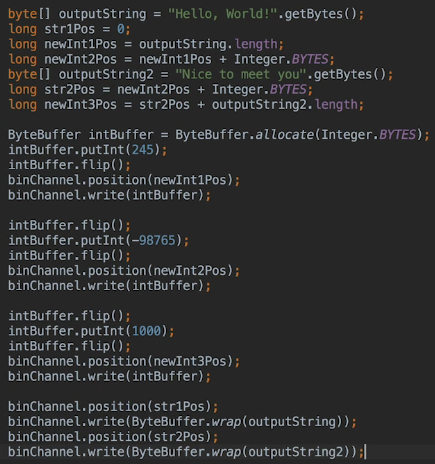 byte[] outputString = "Hello, World!".getBytes();
long str1Pos = 0;
long newInt1Pos = outputString.length;
long newInt2Pos = newInt1Pos + Integer.BYTES;
byte[] outputString2 = "Nice to meet you".getBytes();
long str2Pos = newInt2Pos + Integer.BYTES;
long newInt3Pos = str2Pos + outputString2.length;
ByteBuffer intBuffer = ByteBuffer.allocate(Integer.BYTES);
intBuffer.putInt(245);
intBuffer.flip();
binChannel.position(newInt1Pos);
binChannel.write(intBuffer);
intBuffer.flip();
intBuffer.putInt(-98765);
intBuffer.flip();
binChannel.position(newInt2Pos);
binChannel.write(intBuffer);
intBuffer.flip();
intBuffer.putInt(1000);
intBuffer.flip();
binChannel.position(newInt3Pos);
binChannel.write(intBuffer);
binChannel.position(str1Pos);
binChannel.write(ByteBuffer.wrap(outputString));
binChannel.position(str2Pos);
binChannel.write(ByteBuffer.wrap(outputString2));